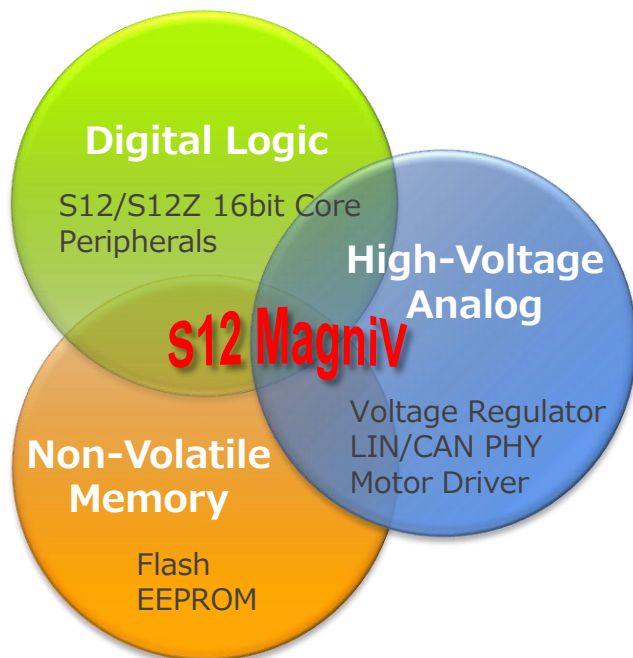 Digital Logic
S12/S12Z 16bit Core
Peripherals
High-Voltage
Analog
S12 MagniV
Voltage Regulator
LIN/CAN PHY
Motor Driver
Non-Volatile
Memory
Flash
EEPROM